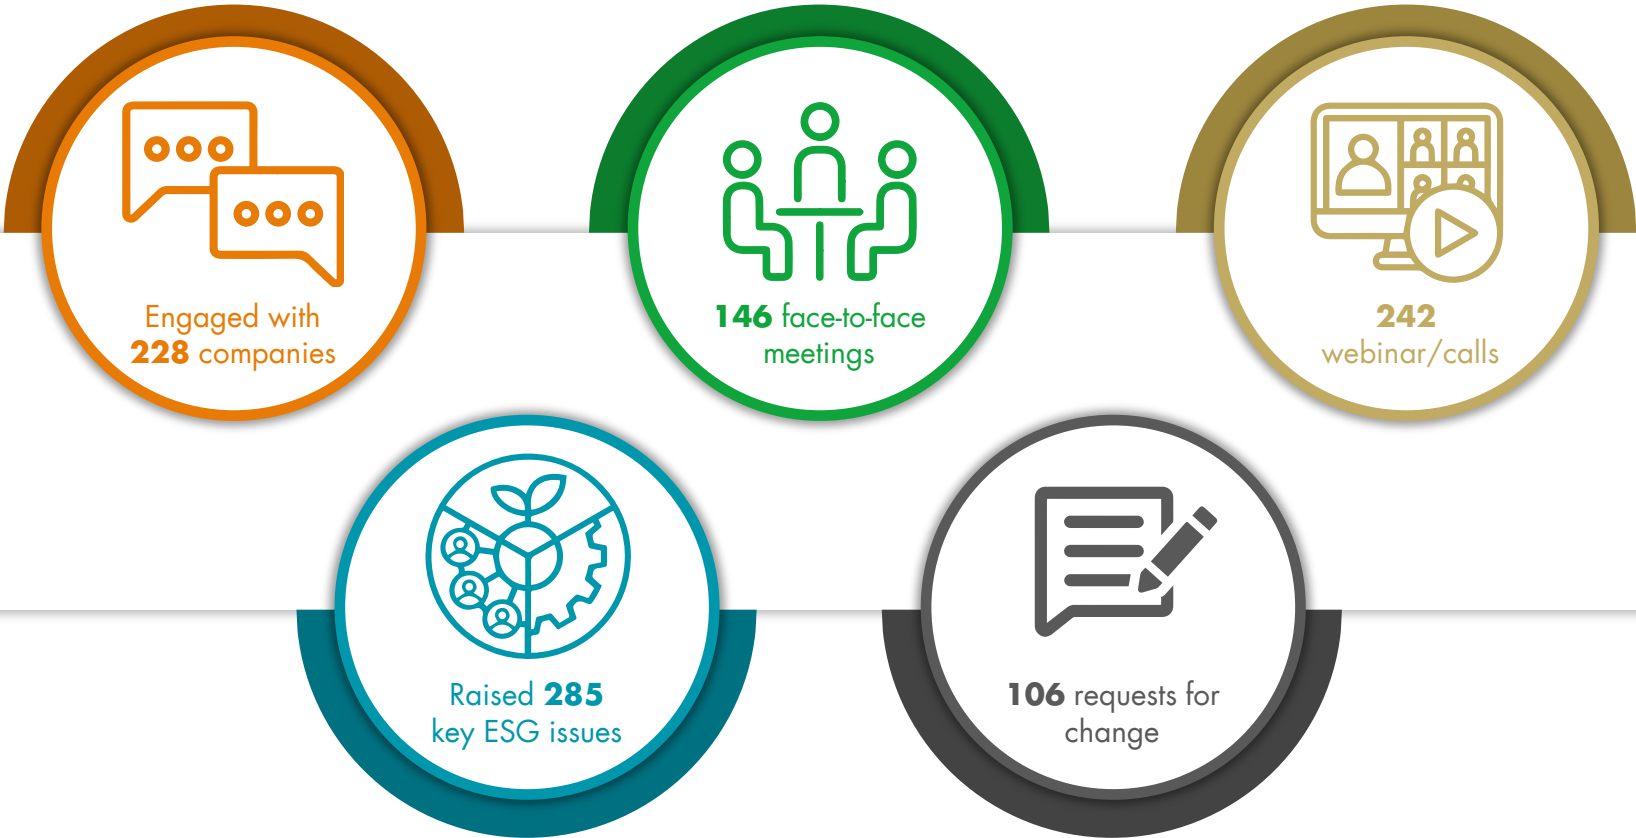 Engaged with
228 companies
146 face-to-face
meetings
242
webinar/calls
Raised 285
key ESG issues
106 requests for
change